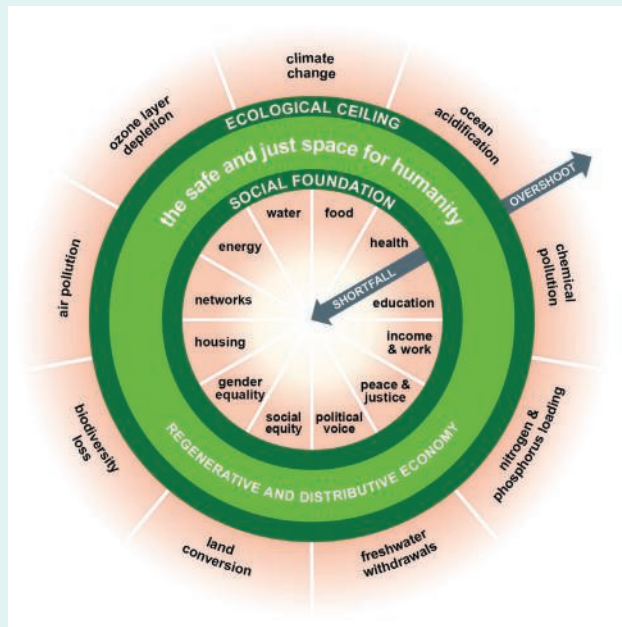 climate
change
ocean
acidification
OVERSHOOT
chemical
pollution
nitrogen &
phosphorus loading
freshwater
withdrawals
land
conversion
biodiversity
loss
air pollution
ozone layer
depletion
ECOLOGICAL CEILING
the safe and just space for humanity
SOCIAL FOUNDATION
water
food
health
SHORTFALL
education
income
& work
peace &
justice
political
voice
social
equity
gender
equality
housing
networks
energy
REGENERATIVE AND DISTRIBUTIVE ECONOMY